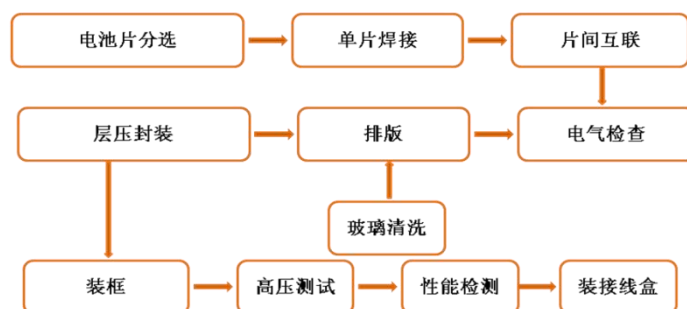 电池片分选
单片焊接
片间互联
层压封装
排版
电气检查
玻璃清洗
装框
高压测试
性能检测
装接线盒